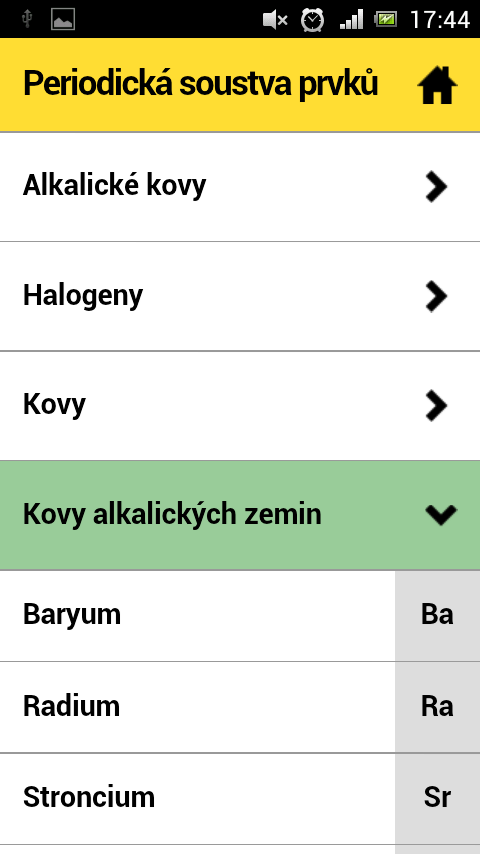 17:44
Periodická soustva prvků
Alkalické kovy
Halogeny
Kovy
Kovy alkalických zemin
Baryum Ba
Radium Ra
Stroncium Sr